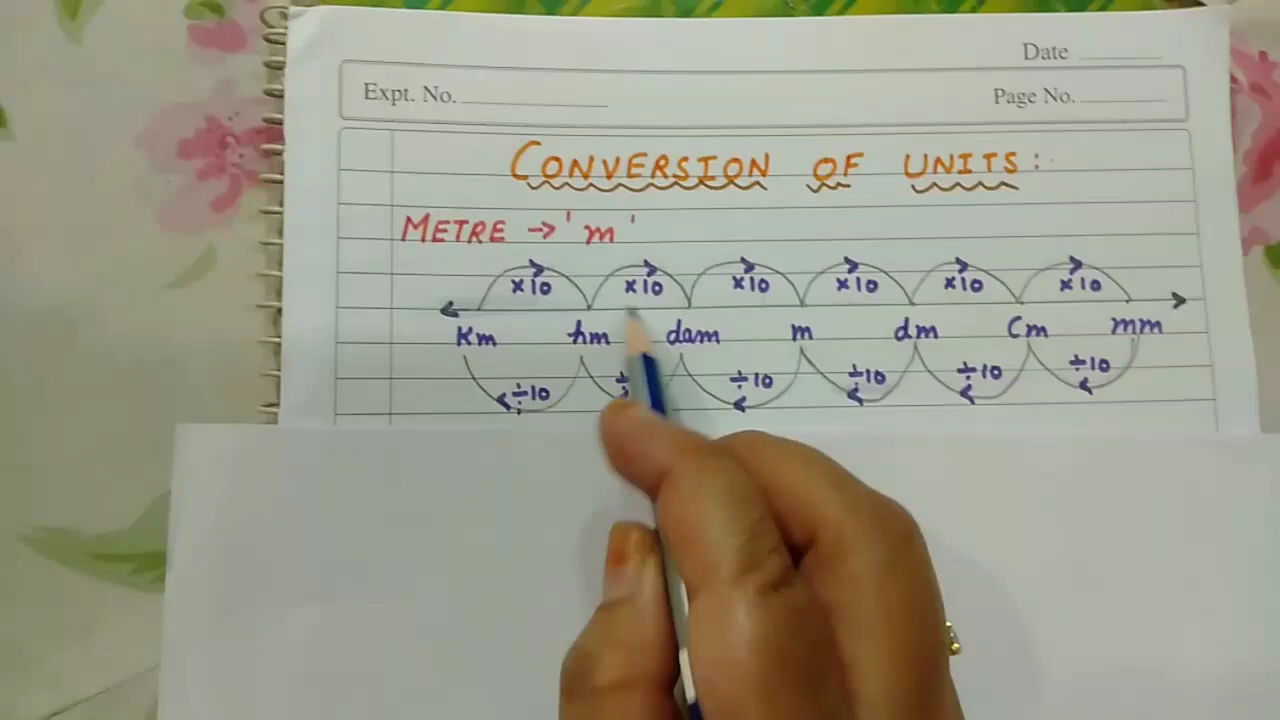 Date
Expt. No.
Page No.
CONVERSION OF UNITS:
METRE → 'm'
×10 ×10 ×10 ×10 ×10 ×10
Km hm dam m dm Cm mm
÷10 ÷ ÷10 ÷10 ÷10 ÷10